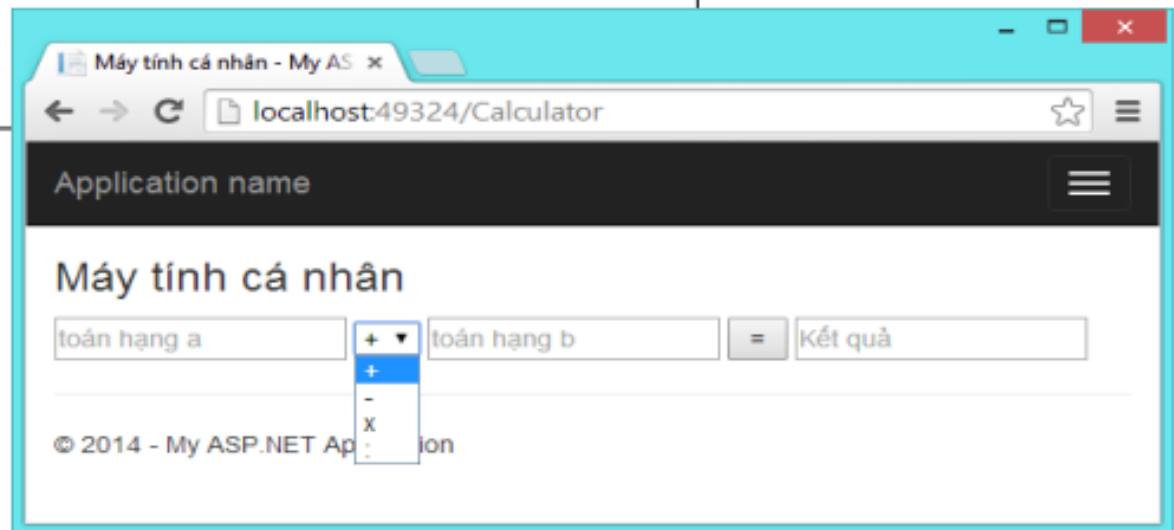 Máy tính cá nhân - My AS ×
localhost:49324/Calculator
Application name
Máy tính cá nhân
toán hạng a + toán hạng b = Kết quả
+
-
x
:
© 2014 - My ASP.NET Ap ion